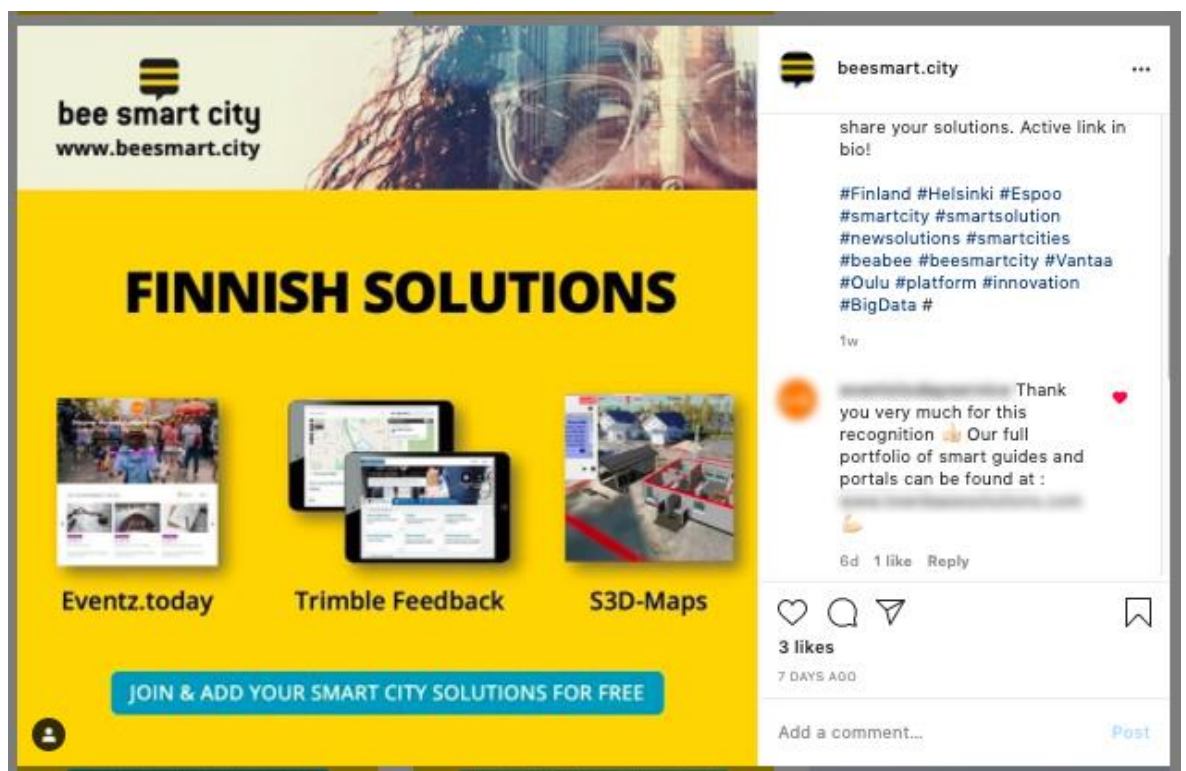 bee smart city
www.beesmart.city
FINNISH SOLUTIONS
Eventz.today
Trimble Feedback
S3D-Maps
JOIN & ADD YOUR SMART CITY SOLUTIONS FOR FREE
beesmart.city
share your solutions. Active link in
bio!
#Finland #Helsinki #Espoo
#smartcity #smartsolution
#newsolutions #smartcities
#beabee #beesmartcity #Vantaa
#Oulu #platform #innovation
#BigData #
1w
Thank
you very much for this
recognition 👍🏻 Our full
portfolio of smart guides and
portals can be found at :
💪🏻
6d 1 like Reply
3 likes
7 DAYS AGO
Add a comment... Post